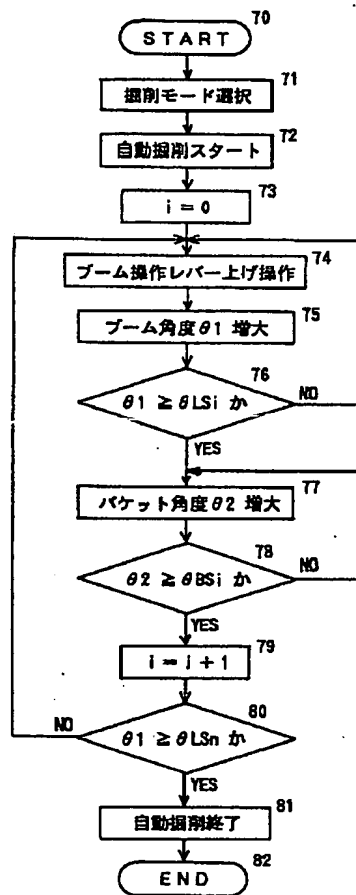 70
START
71
掘削モード選択
72
自動掘削スタート
73
i = 0
74
ブーム操作レバー上げ操作
75
ブーム角度θ1 増大
76
θ1 ≧ θLSi か
NO
YES
77
バケット角度θ2 増大
78
θ2 ≧ θBSi か
NO
YES
79
i = i + 1
80
NO
θ1 ≧ θLSn か
YES
81
自動掘削終了
82
END